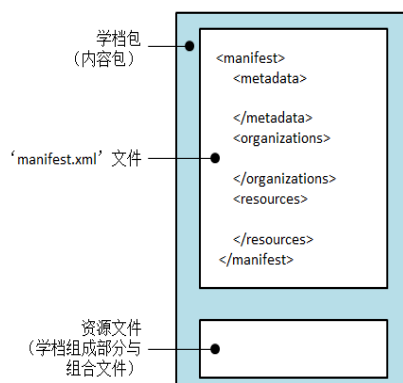 学档包
（内容包）
<manifest>
<metadata>
</metadata>
<organizations>
‘manifest.xml’文件
</organizations>
<resources>
</resources>
</manifest>
资源文件
（学档组成部分与
组合文件）